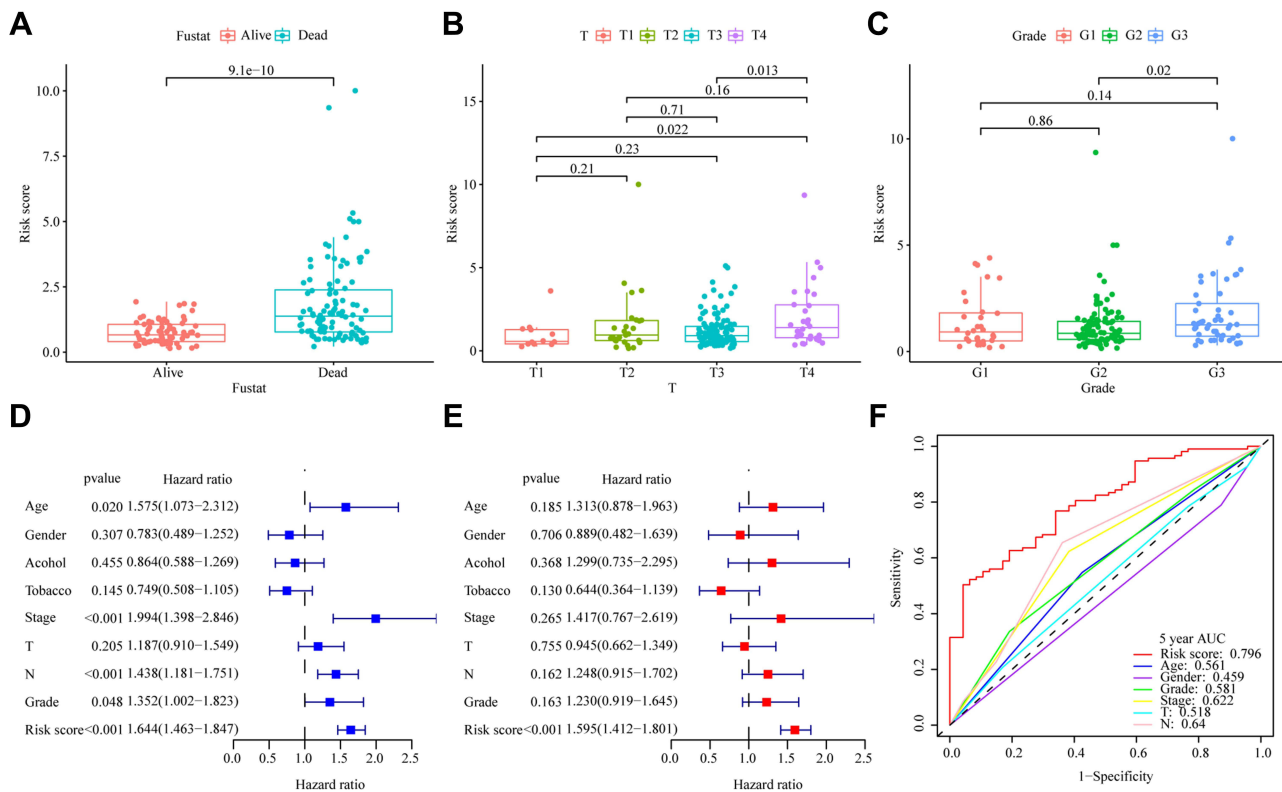 A
Fustat Alive Dead
9.1e−10
10.0
7.5
5.0
2.5
0.0
Risk score
Alive Dead
Fustat
B
T T1 T2 T3 T4
0.013
0.16
0.71
0.022
0.23
0.21
15
10
5
0
Risk score
T1 T2 T3 T4
T
C
Grade G1 G2 G3
0.02
0.14
0.86
10
5
0
Risk score
G1 G2 G3
Grade
D
pvalue Hazard ratio
Age 0.020 1.575(1.073−2.312)
Gender 0.307 0.783(0.489−1.252)
Acohol 0.455 0.864(0.588−1.269)
Tobacco 0.145 0.749(0.508−1.105)
Stage <0.001 1.994(1.398−2.846)
T 0.205 1.187(0.910−1.549)
N <0.001 1.438(1.181−1.751)
Grade 0.048 1.352(1.002−1.823)
Risk score <0.001 1.644(1.463−1.847)
0.0 0.5 1.0 1.5 2.0 2.5
Hazard ratio
E
pvalue Hazard ratio
Age 0.185 1.313(0.878−1.963)
Gender 0.706 0.889(0.482−1.639)
Acohol 0.368 1.299(0.735−2.295)
Tobacco 0.130 0.644(0.364−1.139)
Stage 0.265 1.417(0.767−2.619)
T 0.755 0.945(0.662−1.349)
N 0.162 1.248(0.915−1.702)
Grade 0.163 1.230(0.919−1.645)
Risk score <0.001 1.595(1.412−1.801)
0.0 0.5 1.0 1.5 2.0 2.5
Hazard ratio
F
1.0
0.8
0.6
0.4
0.2
0.0
Sensitivity
5 year AUC
Risk score: 0.796
Age: 0.561
Gender: 0.459
Grade: 0.581
Stage: 0.622
T: 0.518
N: 0.64
0.0 0.2 0.4 0.6 0.8 1.0
1-Specificity